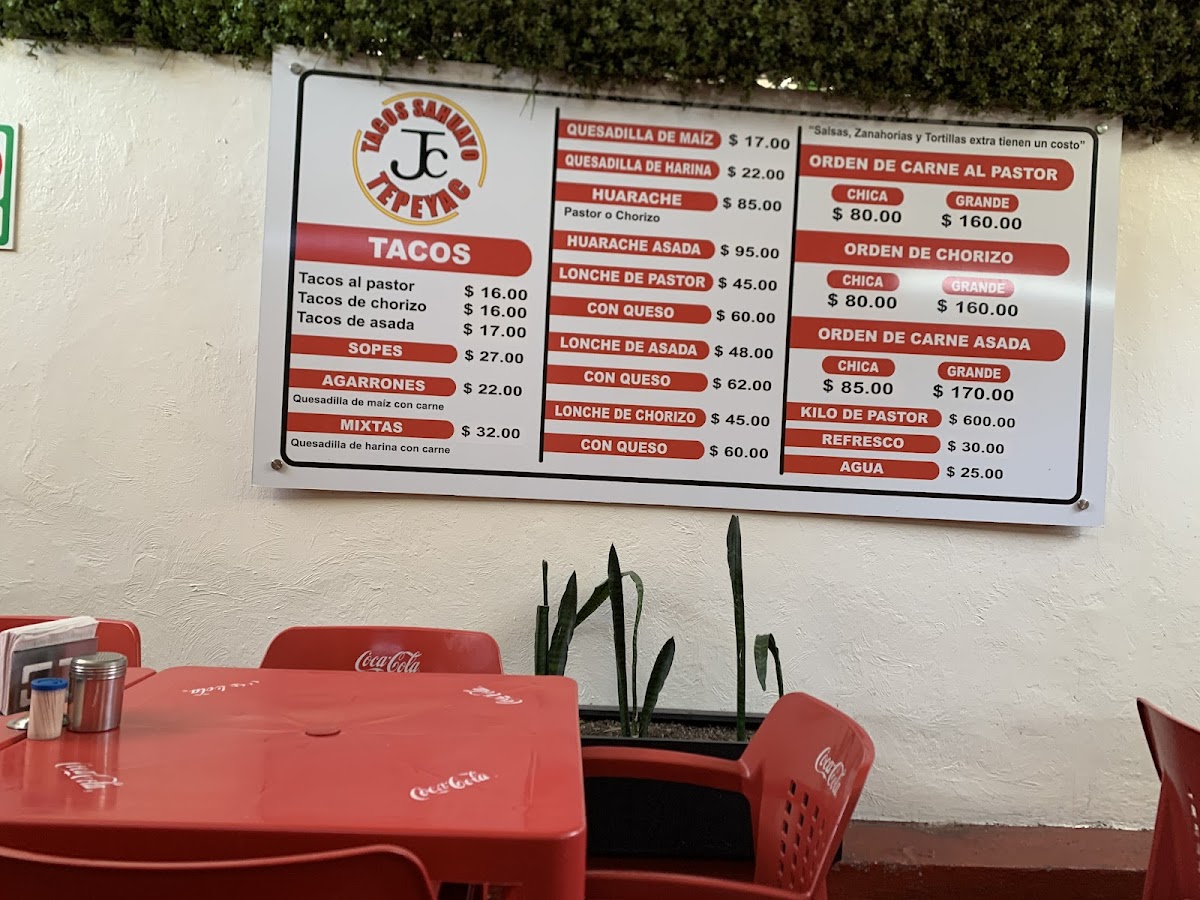 TACOS SAHUAYO
JTC
TEPEYAC
TACOS
Tacos al pastor $ 16.00
Tacos de chorizo $ 16.00
Tacos de asada $ 17.00
SOPES $ 27.00
AGARRONES $ 22.00
Quesadilla de maíz con carne
MIXTAS $ 32.00
Quesadilla de harina con carne
QUESADILLA DE MAÍZ $ 17.00
QUESADILLA DE HARINA $ 22.00
HUARACHE $ 85.00
Pastor o Chorizo
HUARACHE ASADA $ 95.00
LONCHE DE PASTOR $ 45.00
CON QUESO $ 60.00
LONCHE DE ASADA $ 48.00
CON QUESO $ 62.00
LONCHE DE CHORIZO $ 45.00
CON QUESO $ 60.00
"Salsas, Zanahorias y Tortillas extra tienen un costo"
ORDEN DE CARNE AL PASTOR
CHICA GRANDE
$ 80.00 $ 160.00
ORDEN DE CHORIZO
CHICA GRANDE
$ 80.00 $ 160.00
ORDEN DE CARNE ASADA
CHICA GRANDE
$ 85.00 $ 170.00
KILO DE PASTOR $ 600.00
REFRESCO $ 30.00
AGUA $ 25.00
Coca-Cola
Coca-Cola
Coca-Cola
Coca-Cola
Coca-Cola